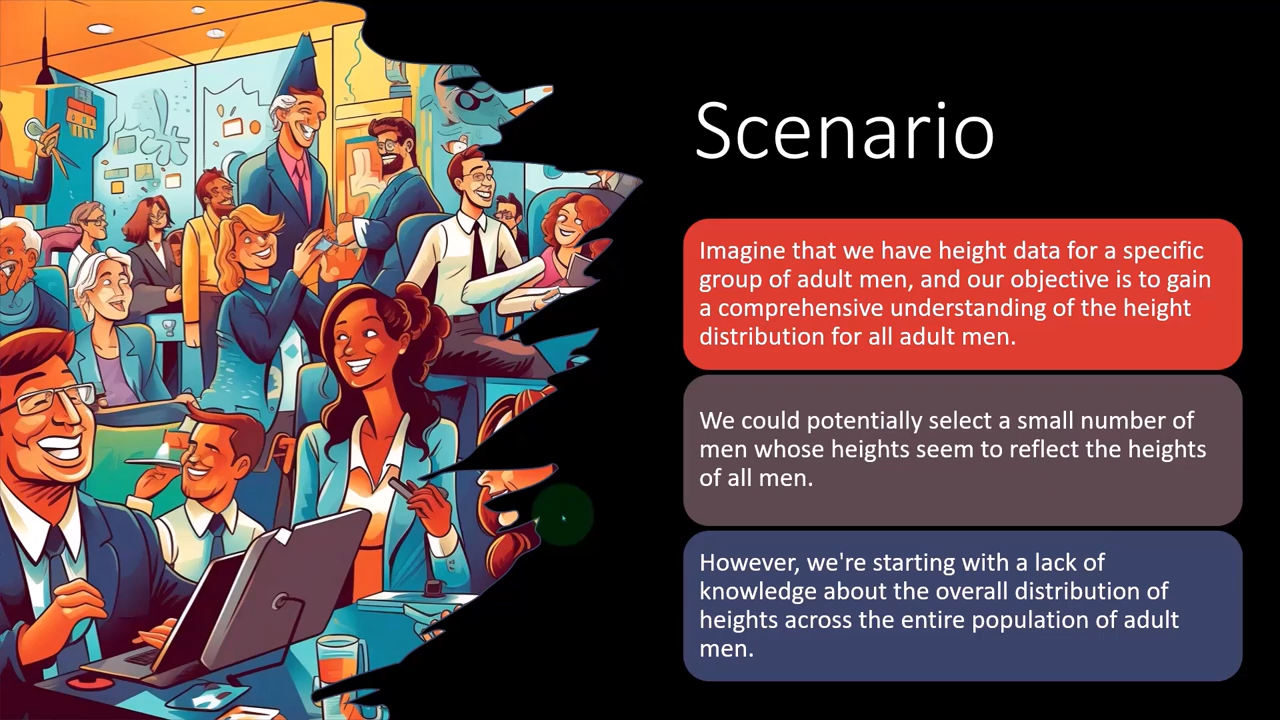 Scenario
Imagine that we have height data for a specific
group of adult men, and our objective is to gain
a comprehensive understanding of the height
distribution for all adult men.
We could potentially select a small number of
men whose heights seem to reflect the heights
of all men.
However, we're starting with a lack of
knowledge about the overall distribution of
heights across the entire population of adult
men.